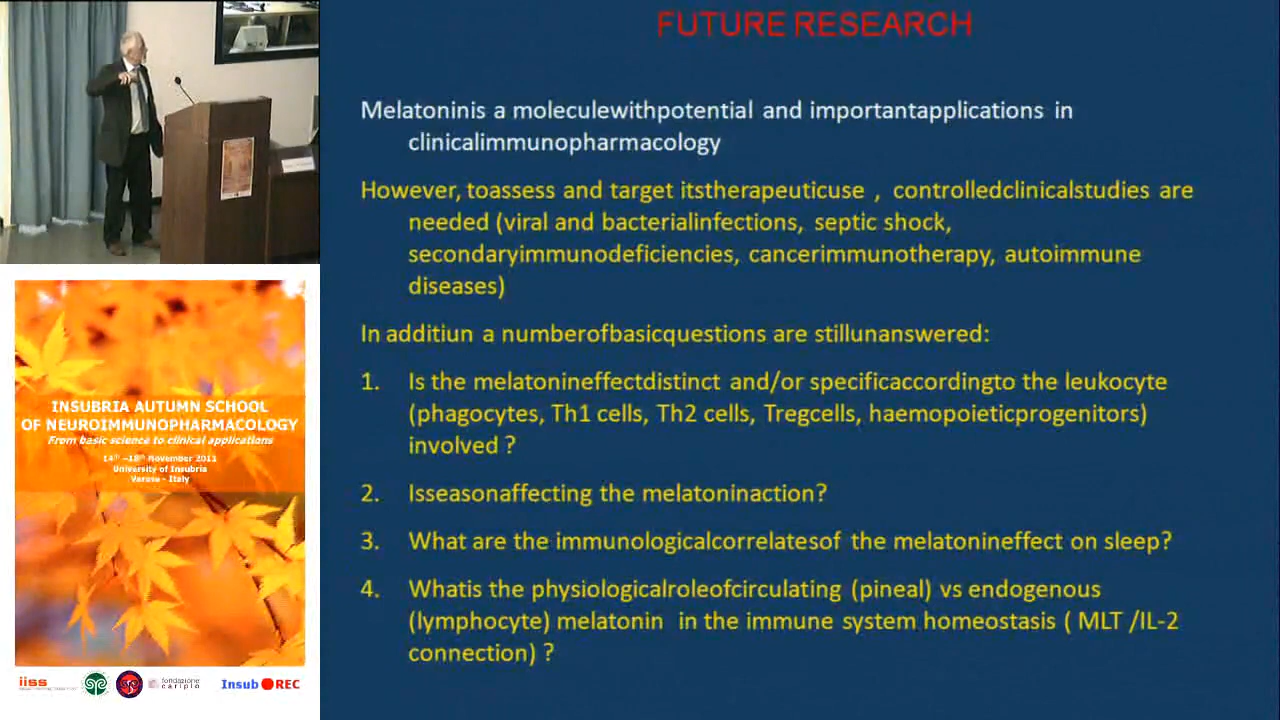 FUTURE RESEARCH
Melatoninis a moleculewithpotential and importantapplications in
clinicalimmunopharmacology
However, toassess and target itstherapeuticuse , controlledclinicalstudies are
needed (viral and bacterialinfections, septic shock,
secondaryimmunodeficiencies, cancerimmunotherapy, autoimmune
diseases)
In additiun a numberofbasicquestions are stillunanswered:
1. Is the melatonineffectdistinct and/or specificaccordingto the leukocyte
(phagocytes, Th1 cells, Th2 cells, Tregcells, haemopoieticprogenitors)
involved ?
2. Isseasonaffecting the melatoninaction?
3. What are the immunologicalcorrelatesof the melatonineffect on sleep?
4. Whatis the physiologicalroleofcirculating (pineal) vs endogenous
(lymphocyte) melatonin in the immune system homeostasis ( MLT /IL-2
connection) ?
INSUBRIA AUTUMN SCHOOL
OF NEUROIMMUNOPHARMACOLOGY
From basic science to clinical applications
November 2011
University of Insubria
Varese - Italy
iiss
fondazione
cariplo
Insub REC